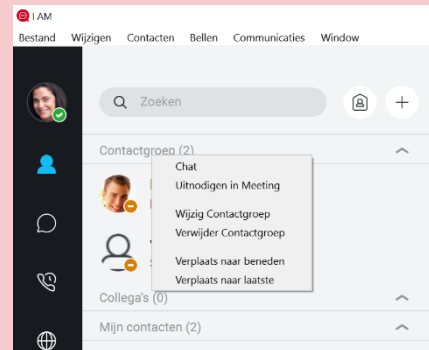 I AM
Bestand Wijzigen Contacten Bellen Communicaties Window
Zoeken
Contactgroep (2)
Chat
Uitnodigen in Meeting
Wijzig Contactgroep
Verwijder Contactgroep
Verplaats naar beneden
Verplaats naar laatste
Collega's (0)
Mijn contacten (2)